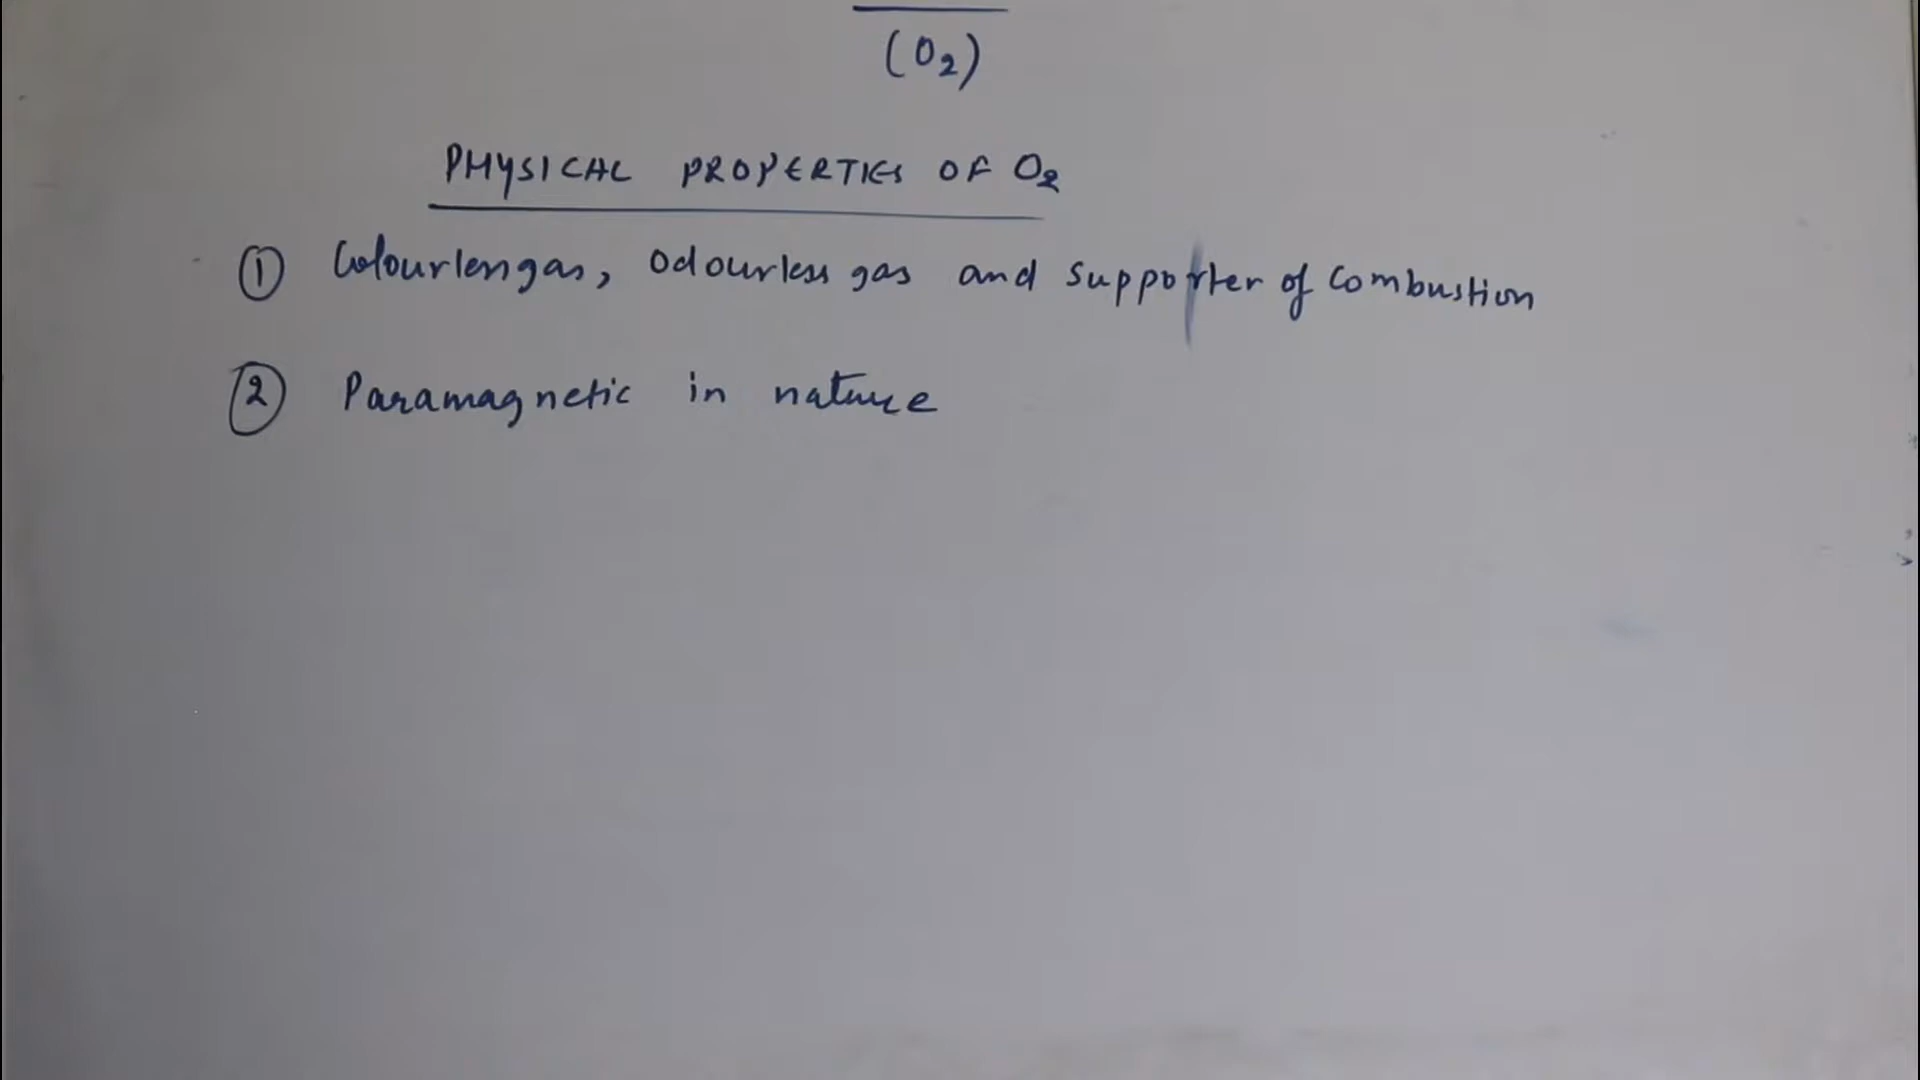 (O₂)
PHYSICAL PROPERTIES OF O₂
① Colourless gas, Odourless gas and supporter of combustion
② Paramagnetic in nature